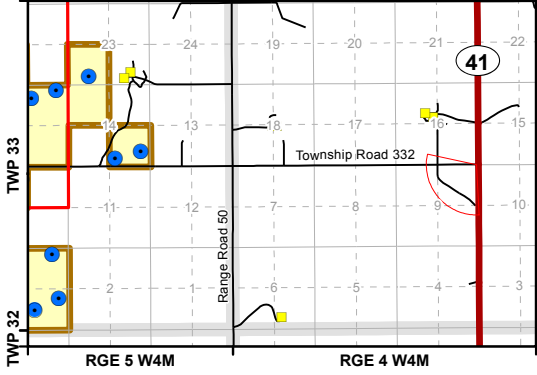 23 24 19 20 21 22
41
14 13 18 16 15
Township Road 332
TWP 33
11 12 7 8 9 10
Range Road 50
2 1 6 5 4 3
TWP 32
RGE 5 W4M RGE 4 W4M